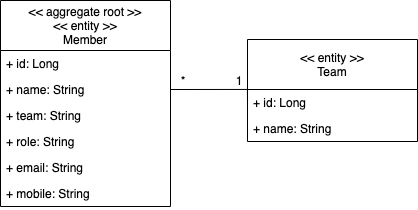 << aggregate root >>
<< entity >>
Member
+ id: Long
+ name: String
+ team: String
+ role: String
+ email: String
+ mobile: String
* 1
<< entity >>
Team
+ id: Long
+ name: String